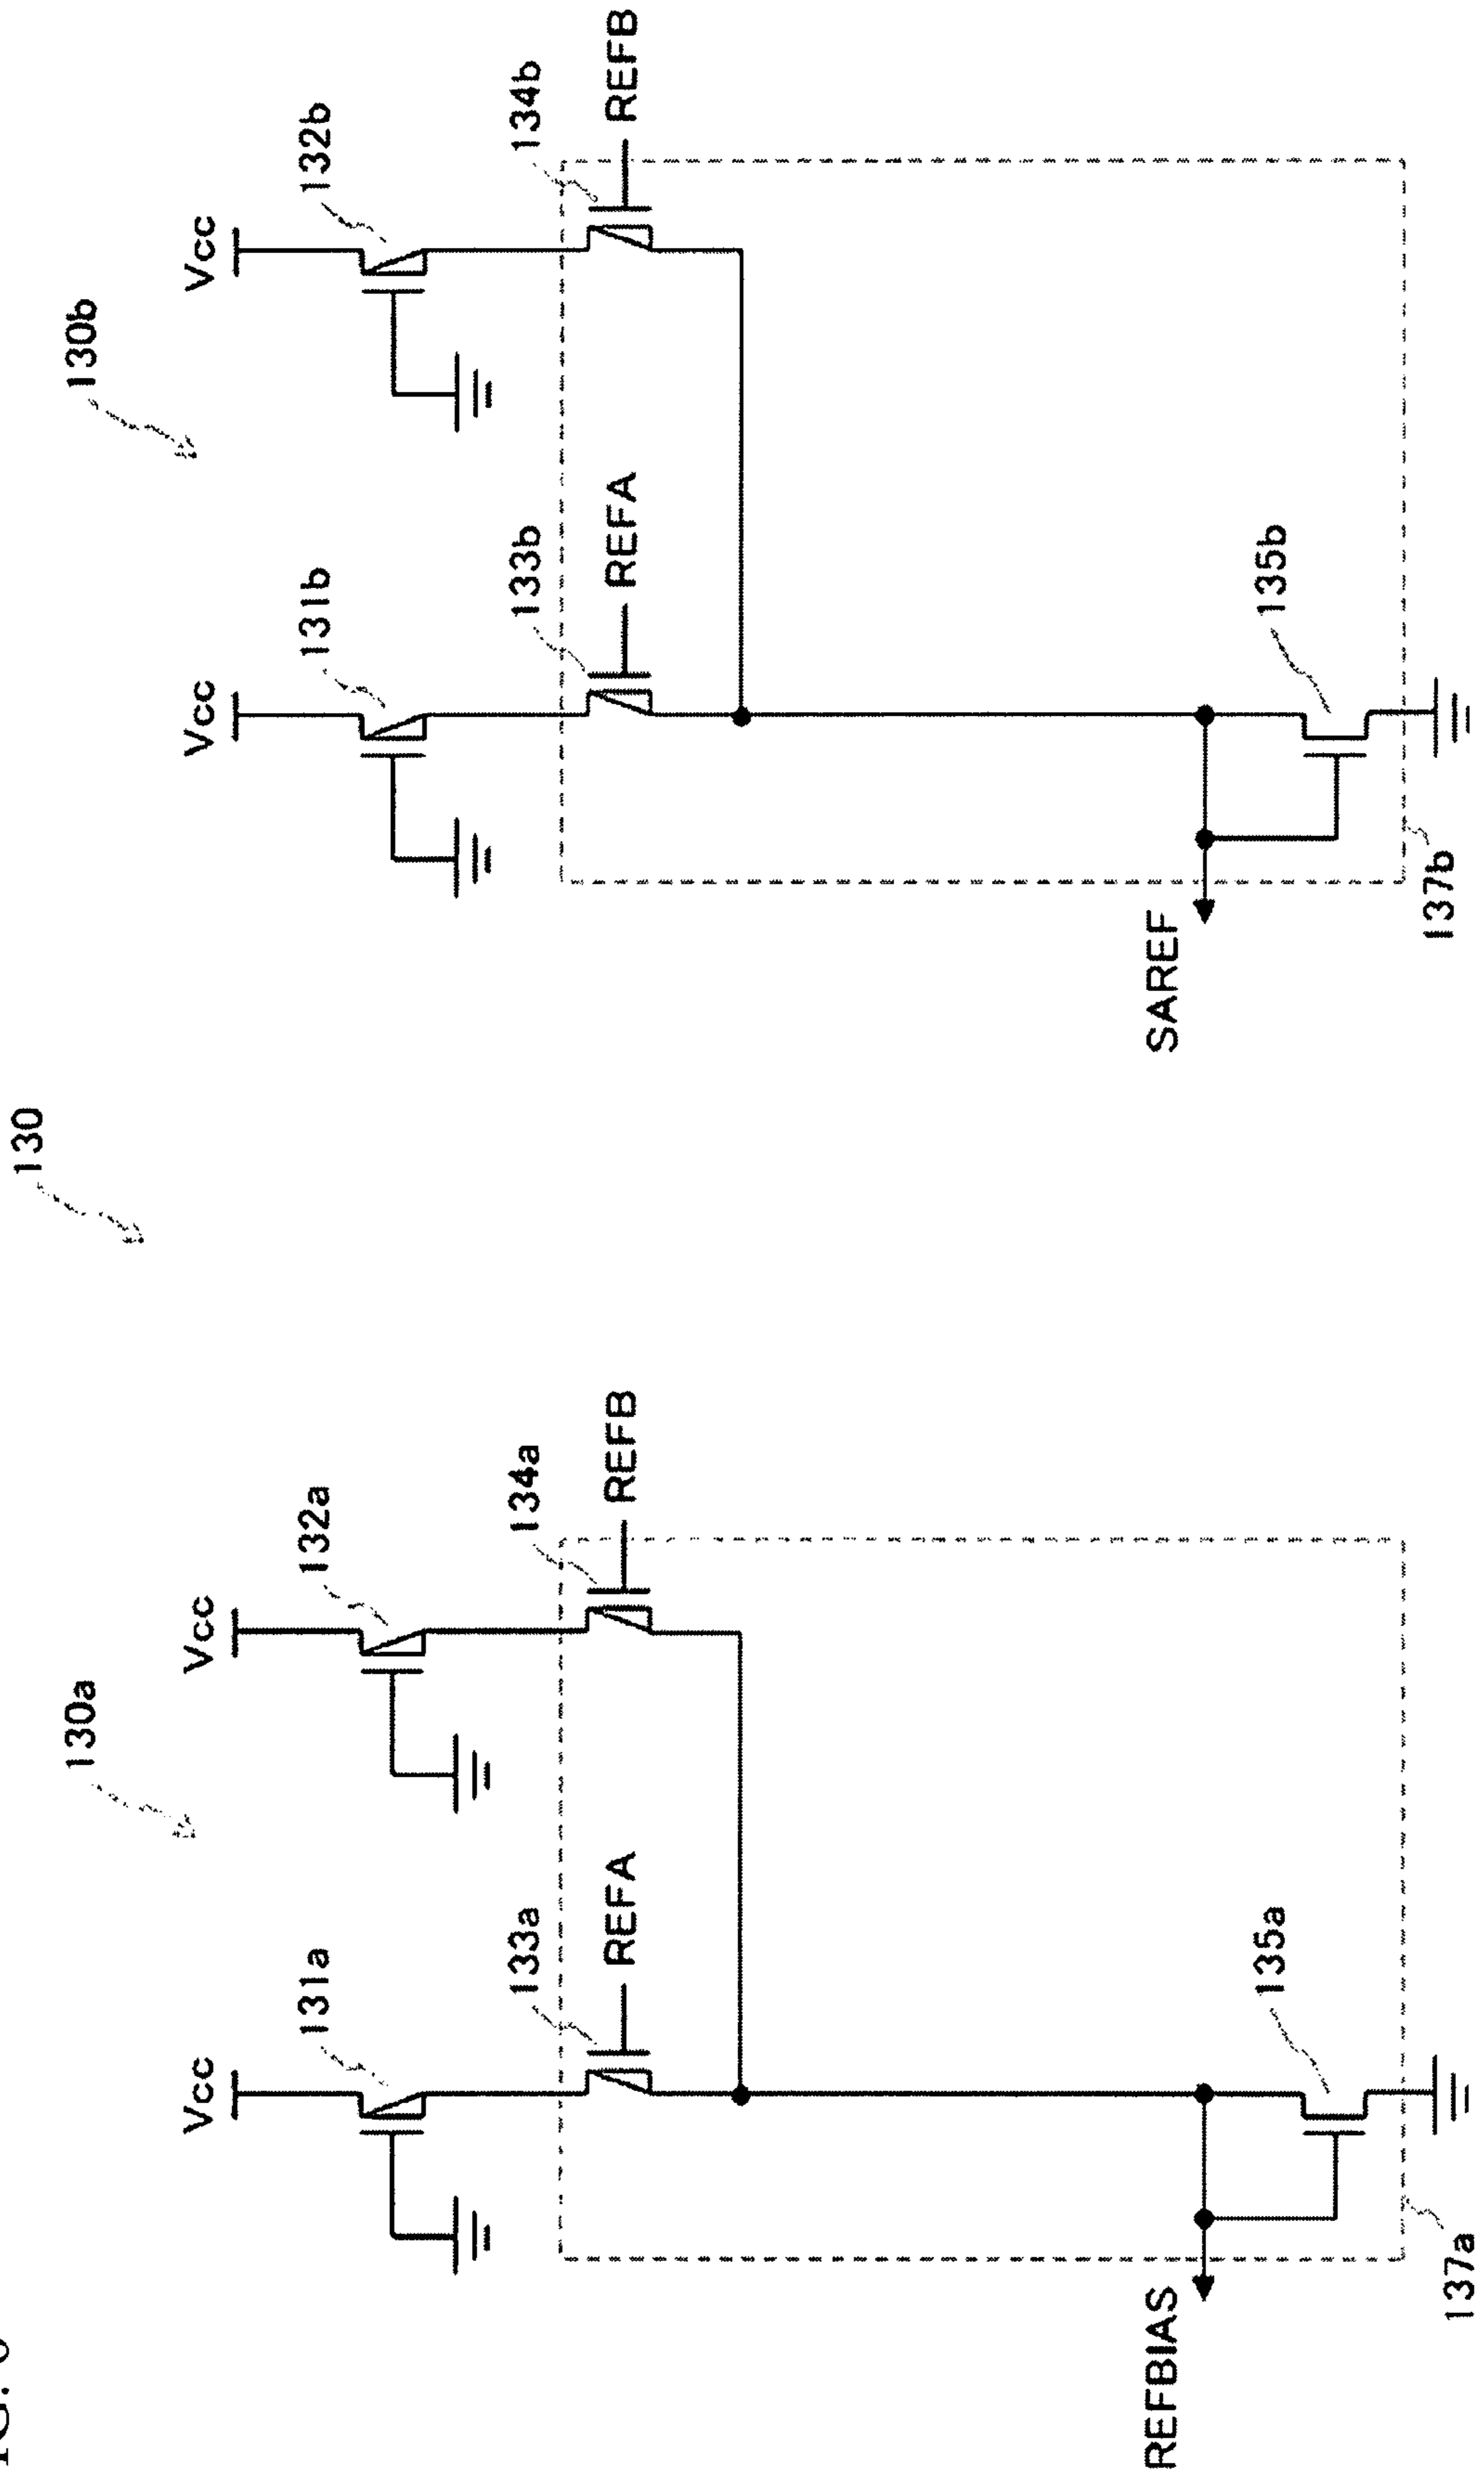 130
130a
130b
Vcc
Vcc
Vcc
Vcc
131a
132a
131b
132b
133a
134a
133b
134b
REFA
REFB
REFA
REFB
REFBIAS
SAREF
135a
135b
137a
137b